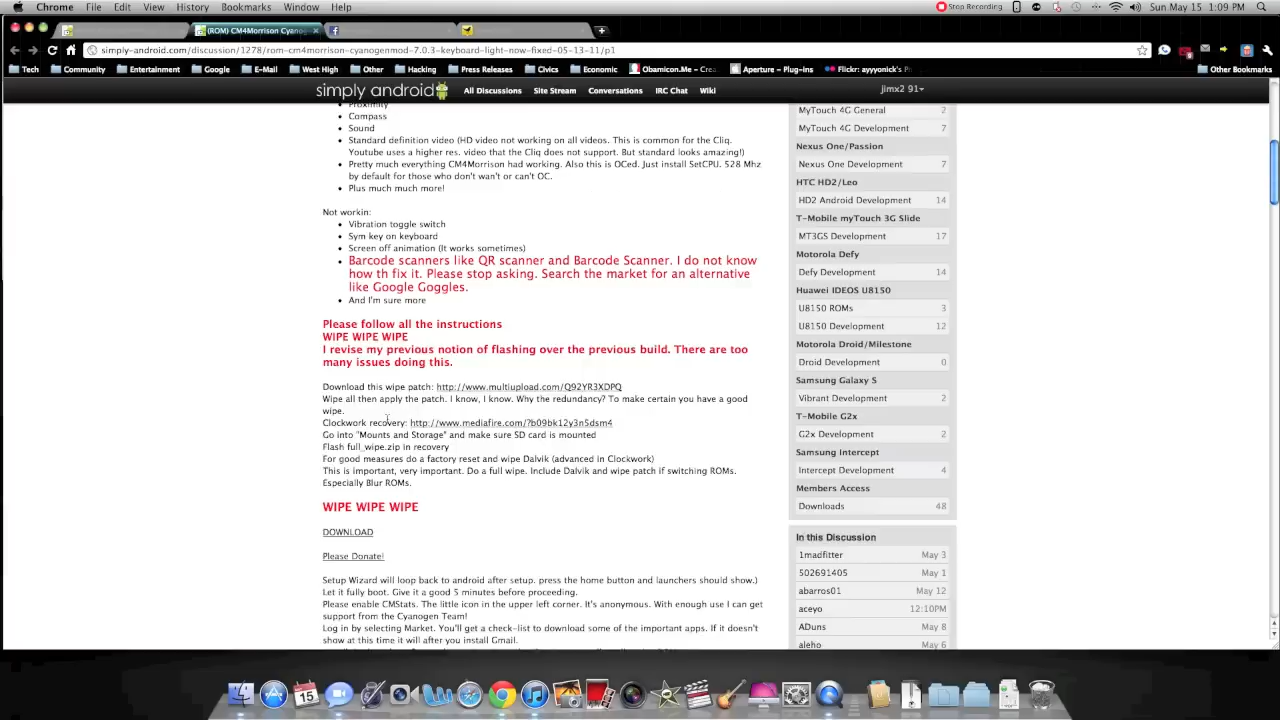 Chrome File Edit View History Bookmarks Window Help Stop Recording Sun May 15 1:09 PM
(ROM) CM4Morrison Cyanog
simply-android.com/discussion/1278/rom-cm4morrison-cyanogenmod-7.0.3-keyboard-light-now-fixed-05-13-11/p1
Tech Community Entertainment Google E-Mail West High Other Hacking Press Releases Civics Economic Obamicon.Me – Crea Aperture – Plug-ins Flickr: ayyyonick's P Other Bookmarks
simply android All Discussions Site Stream Conversations IRC Chat Wiki jimx2 91
Proximity
Compass
Sound
Standard definition video (HD video not working on all videos. This is common for the Cliq.
Youtube uses a higher res. video that the Cliq does not support. But standard looks amazing!)
Pretty much everything CM4Morrison had working. Also this is OCed. Just install SetCPU. 528 Mhz
by default for those who don't wan't or can't OC.
Plus much much more!
Not workin:
Vibration toggle switch
Sym key on keyboard
Screen off animation (It works sometimes)
Barcode scanners like QR scanner and Barcode Scanner. I do not know
how th fix it. Please stop asking. Search the market for an alternative
like Google Goggles.
And I'm sure more
Please follow all the instructions
WIPE WIPE WIPE
I revise my previous notion of flashing over the previous build. There are too
many issues doing this.
Download this wipe patch: http://www.multiupload.com/Q92YR3XDPQ
Wipe all then apply the patch. I know, I know. Why the redundancy? To make certain you have a good
wipe.
Clockwork recovery: http://www.mediafire.com/?b09bk12y3n5dsm4
Go into "Mounts and Storage" and make sure SD card is mounted
Flash full_wipe.zip in recovery
For good measures do a factory reset and wipe Dalvik (advanced in Clockwork)
This is important, very important. Do a full wipe. Include Dalvik and wipe patch if switching ROMs.
Especially Blur ROMs.
WIPE WIPE WIPE
DOWNLOAD
Please Donate!
Setup Wizard will loop back to android after setup. press the home button and launchers should show.)
Let it fully boot. Give it a good 5 minutes before proceeding.
Please enable CMStats. The little icon in the upper left corner. It's anonymous. With enough use I can get
support from the Cyanogen Team!
Log in by selecting Market. You'll get a check-list to download some of the important apps. If it doesn't
show at this time it will after you install Gmail.
MyTouch 4G General 2
MyTouch 4G Development 7
Nexus One/Passion
Nexus One Development 7
HTC HD2/Leo
HD2 Android Development 14
T-Mobile myTouch 3G Slide
MT3GS Development 17
Motorola Defy
Defy Development 14
Huawei IDEOS U8150
U8150 ROMs 3
U8150 Development 12
Motorola Droid/Milestone
Droid Development 0
Samsung Galaxy S
Vibrant Development 2
T-Mobile G2x
G2x Development 2
Samsung Intercept
Intercept Development 4
Members Access
Downloads 48
In this Discussion
1madfitter May 3
502691405 May 1
abarros01 May 12
aceyo 12:10PM
ADuns May 8
aleho May 6
15